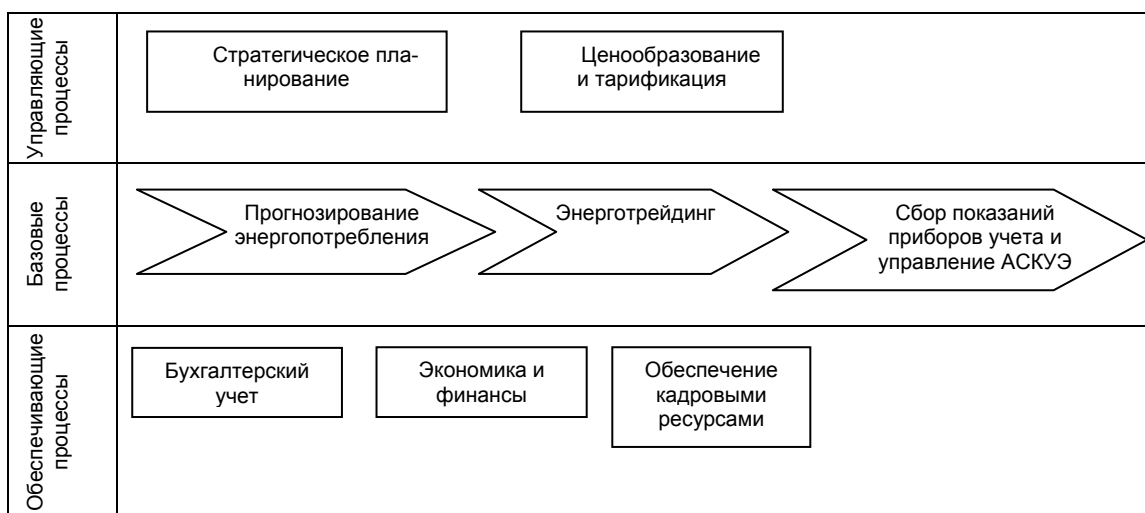 Управляющие
процессы
Стратегическое пла-
нирование
Ценообразование
и тарификация
Базовые
процессы
Прогнозирование
энергопотребления
Энерготрейдинг
Сбор показаний
приборов учета и
управление АСКУЭ
Обеспечивающие
процессы
Бухгалтерский
учет
Экономика и
финансы
Обеспечение
кадровыми
ресурсами